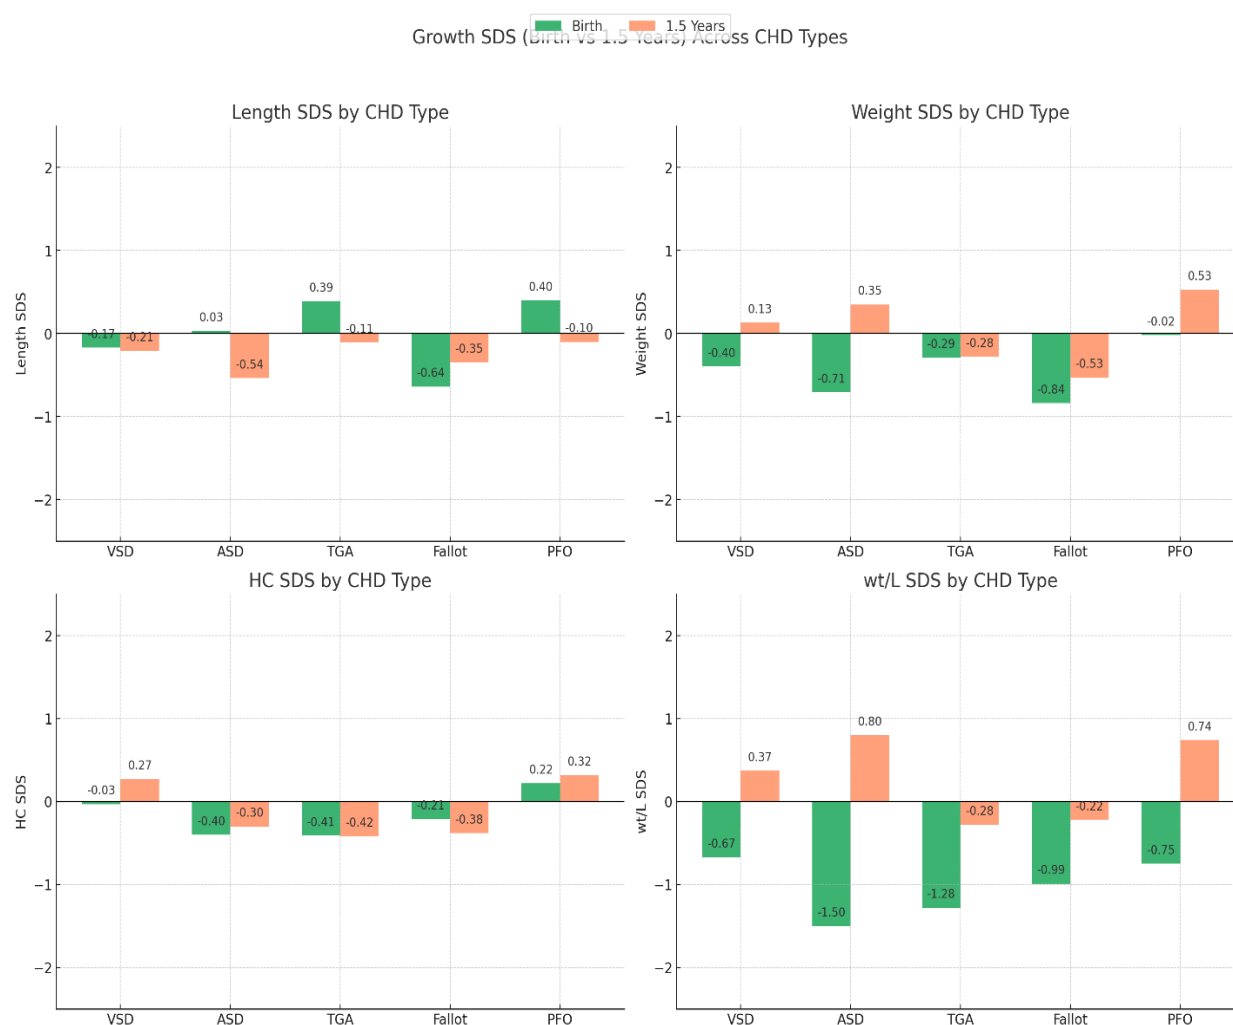 Birth 1.5 Years
Growth SDS (Birth vs 1.5 Years) Across CHD Types
Length SDS by CHD Type
Length SDS
2
1
0
−1
−2
-0.17 -0.21 0.03 -0.54 0.39 -0.11 -0.64 -0.35 0.40 -0.10
VSD ASD TGA Fallot PFO
Weight SDS by CHD Type
Weight SDS
2
1
0
−1
−2
-0.40 0.13 -0.71 0.35 -0.29 -0.28 -0.84 -0.53 -0.02 0.53
VSD ASD TGA Fallot PFO
HC SDS by CHD Type
HC SDS
2
1
0
−1
−2
-0.03 0.27 -0.40 -0.30 -0.41 -0.42 -0.21 -0.38 0.22 0.32
VSD ASD TGA Fallot PFO
wt/L SDS by CHD Type
wt/L SDS
2
1
0
−1
−2
-0.67 0.37 -1.50 0.80 -1.28 -0.28 -0.99 -0.22 -0.75 0.74
VSD ASD TGA Fallot PFO